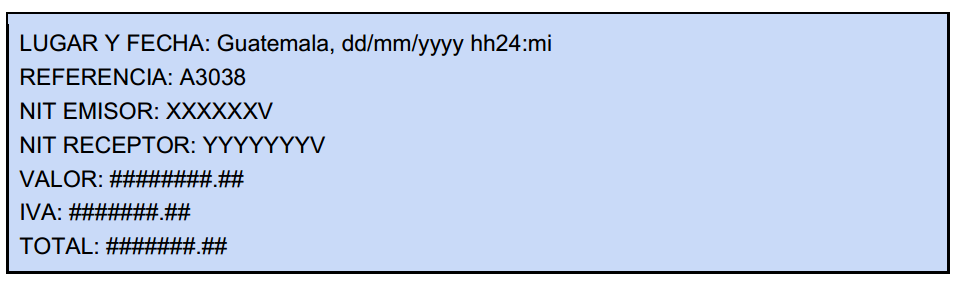 LUGAR Y FECHA: Guatemala, dd/mm/yyyy hh24:mi
REFERENCIA: A3038
NIT EMISOR: XXXXXXV
NIT RECEPTOR: YYYYYYYV
VALOR: ########.##
IVA: #######.##
TOTAL: #######.##